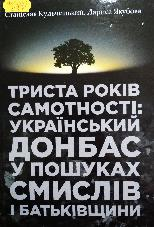 Станіслав Кульчицький, Лариса Якубова
ТРИСТА РОКІВ
САМОТНОСТІ:
УКРАЇНСЬКИЙ
ДОНБАС
У ПОШУКАХ
СМИСЛІВ
І БАТЬКІВЩИНИ